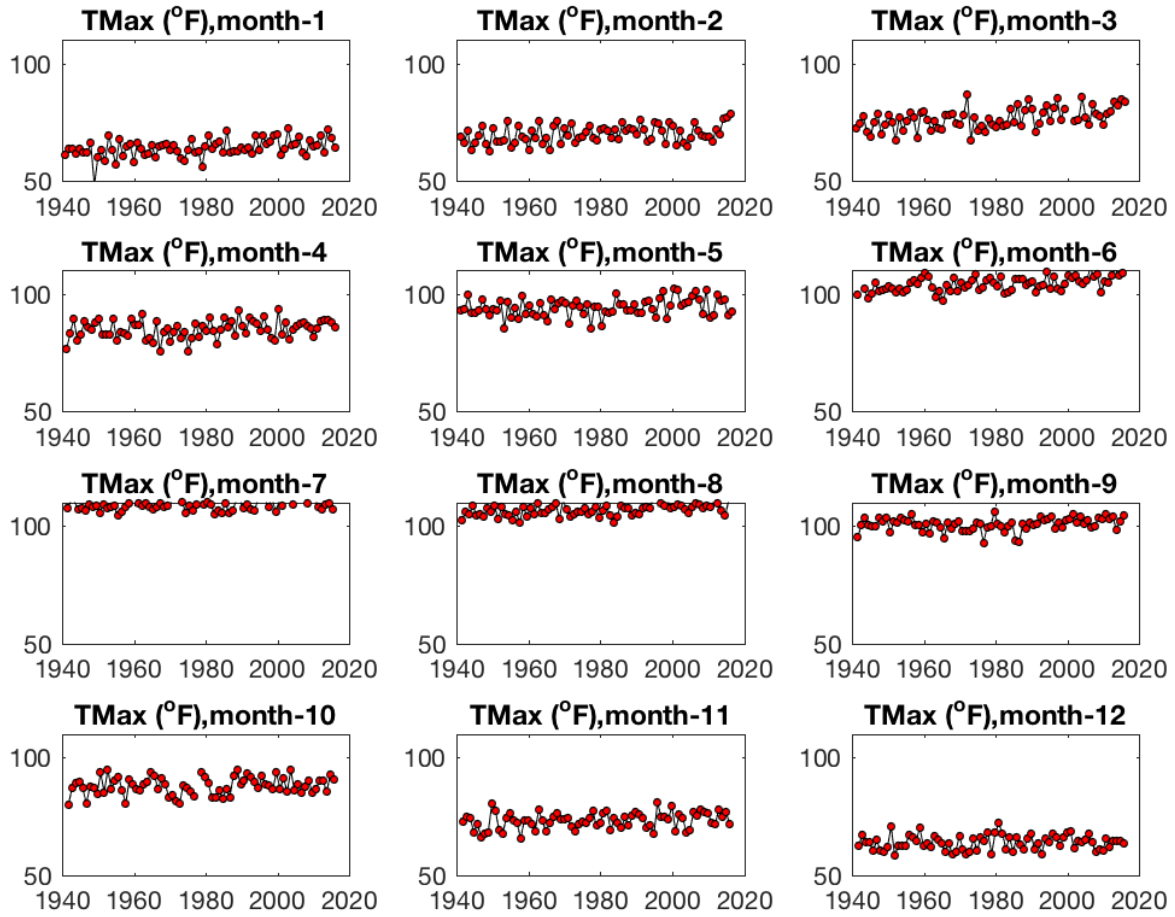 TMax (°F),month-1 TMax (°F),month-2 TMax (°F),month-3
100 100 100
50 50 50
1940 1960 1980 2000 2020 1940 1960 1980 2000 2020 1940 1960 1980 2000 2020
TMax (°F),month-4 TMax (°F),month-5 TMax (°F),month-6
100 100 100
50 50 50
1940 1960 1980 2000 2020 1940 1960 1980 2000 2020 1940 1960 1980 2000 2020
TMax (°F),month-7 TMax (°F),month-8 TMax (°F),month-9
100 100 100
50 50 50
1940 1960 1980 2000 2020 1940 1960 1980 2000 2020 1940 1960 1980 2000 2020
TMax (°F),month-10 TMax (°F),month-11 TMax (°F),month-12
100 100 100
50 50 50
1940 1960 1980 2000 2020 1940 1960 1980 2000 2020 1940 1960 1980 2000 2020